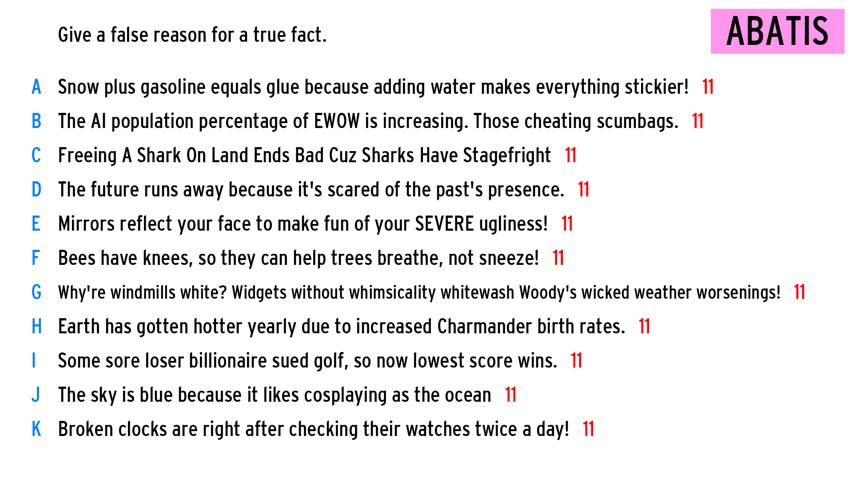 Give a false reason for a true fact.
ABATIS
A Snow plus gasoline equals glue because adding water makes everything stickier! 11
B The AI population percentage of EWOW is increasing. Those cheating scumbags. 11
C Freeing A Shark On Land Ends Bad Cuz Sharks Have Stagefright 11
D The future runs away because it's scared of the past's presence. 11
E Mirrors reflect your face to make fun of your SEVERE ugliness! 11
F Bees have knees, so they can help trees breathe, not sneeze! 11
G Why're windmills white? Widgets without whimsicality whitewash Woody's wicked weather worsenings! 11
H Earth has gotten hotter yearly due to increased Charmander birth rates. 11
I Some sore loser billionaire sued golf, so now lowest score wins. 11
J The sky is blue because it likes cosplaying as the ocean 11
K Broken clocks are right after checking their watches twice a day! 11